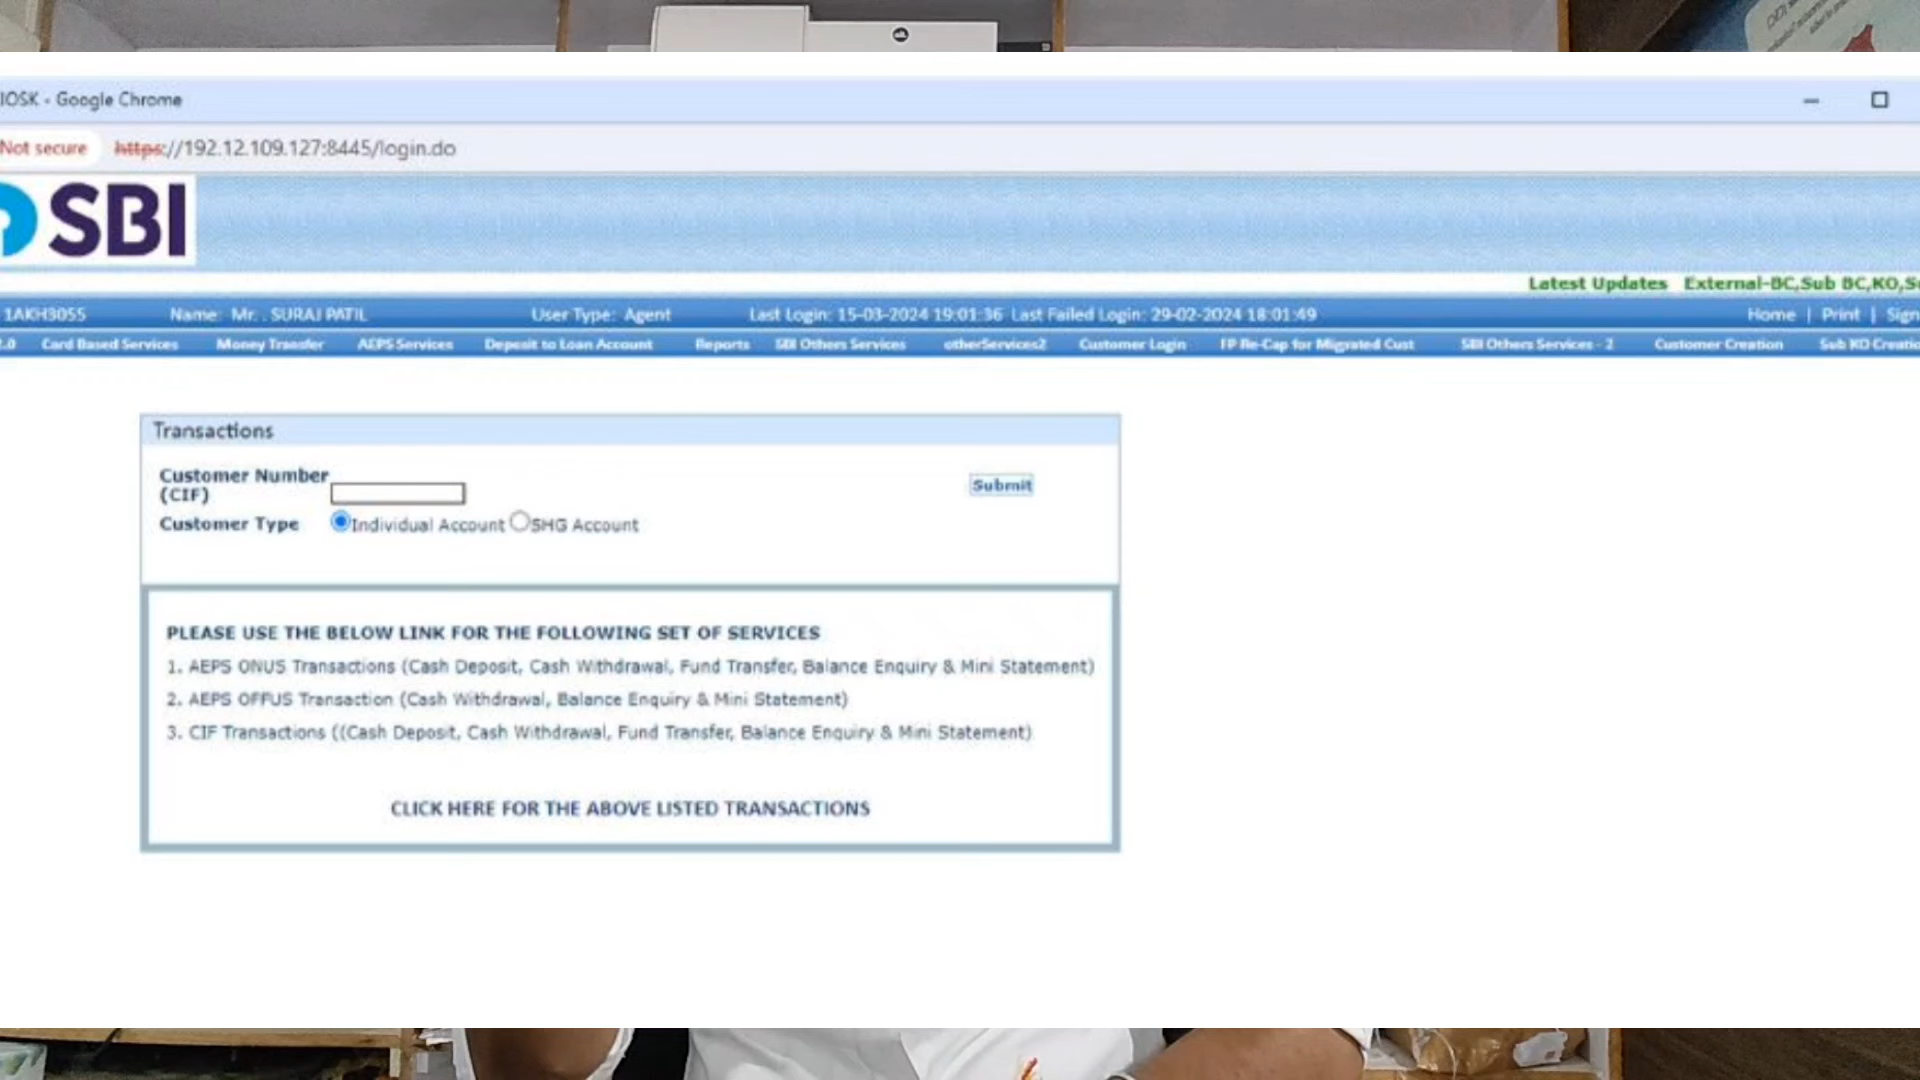 IOSK - Google Chrome
Not secure https://192.12.109.127:8445/login.do
SBI
Latest Updates External-BC,Sub BC,KO,S
1AKH3055 Name: Mr. . SURAJ PATIL User Type: Agent Last Login: 15-03-2024 19:01:36 Last Failed Login: 29-02-2024 18:01:49 Home | Print | Sign
2.0 Card Based Services Money Transfer AEPS Services Deposit to Loan Account Reports SBI Others Services otherServices2 Customer Login FP Re-Cap for Migrated Cust SBI Others Services - 2 Customer Creation Sub KO Creatio
Transactions
Customer Number
(CIF)
Submit
Customer Type Individual Account SHG Account
PLEASE USE THE BELOW LINK FOR THE FOLLOWING SET OF SERVICES
1. AEPS ONUS Transactions (Cash Deposit, Cash Withdrawal, Fund Transfer, Balance Enquiry & Mini Statement)
2. AEPS OFFUS Transaction (Cash Withdrawal, Balance Enquiry & Mini Statement)
3. CIF Transactions ((Cash Deposit, Cash Withdrawal, Fund Transfer, Balance Enquiry & Mini Statement)
CLICK HERE FOR THE ABOVE LISTED TRANSACTIONS